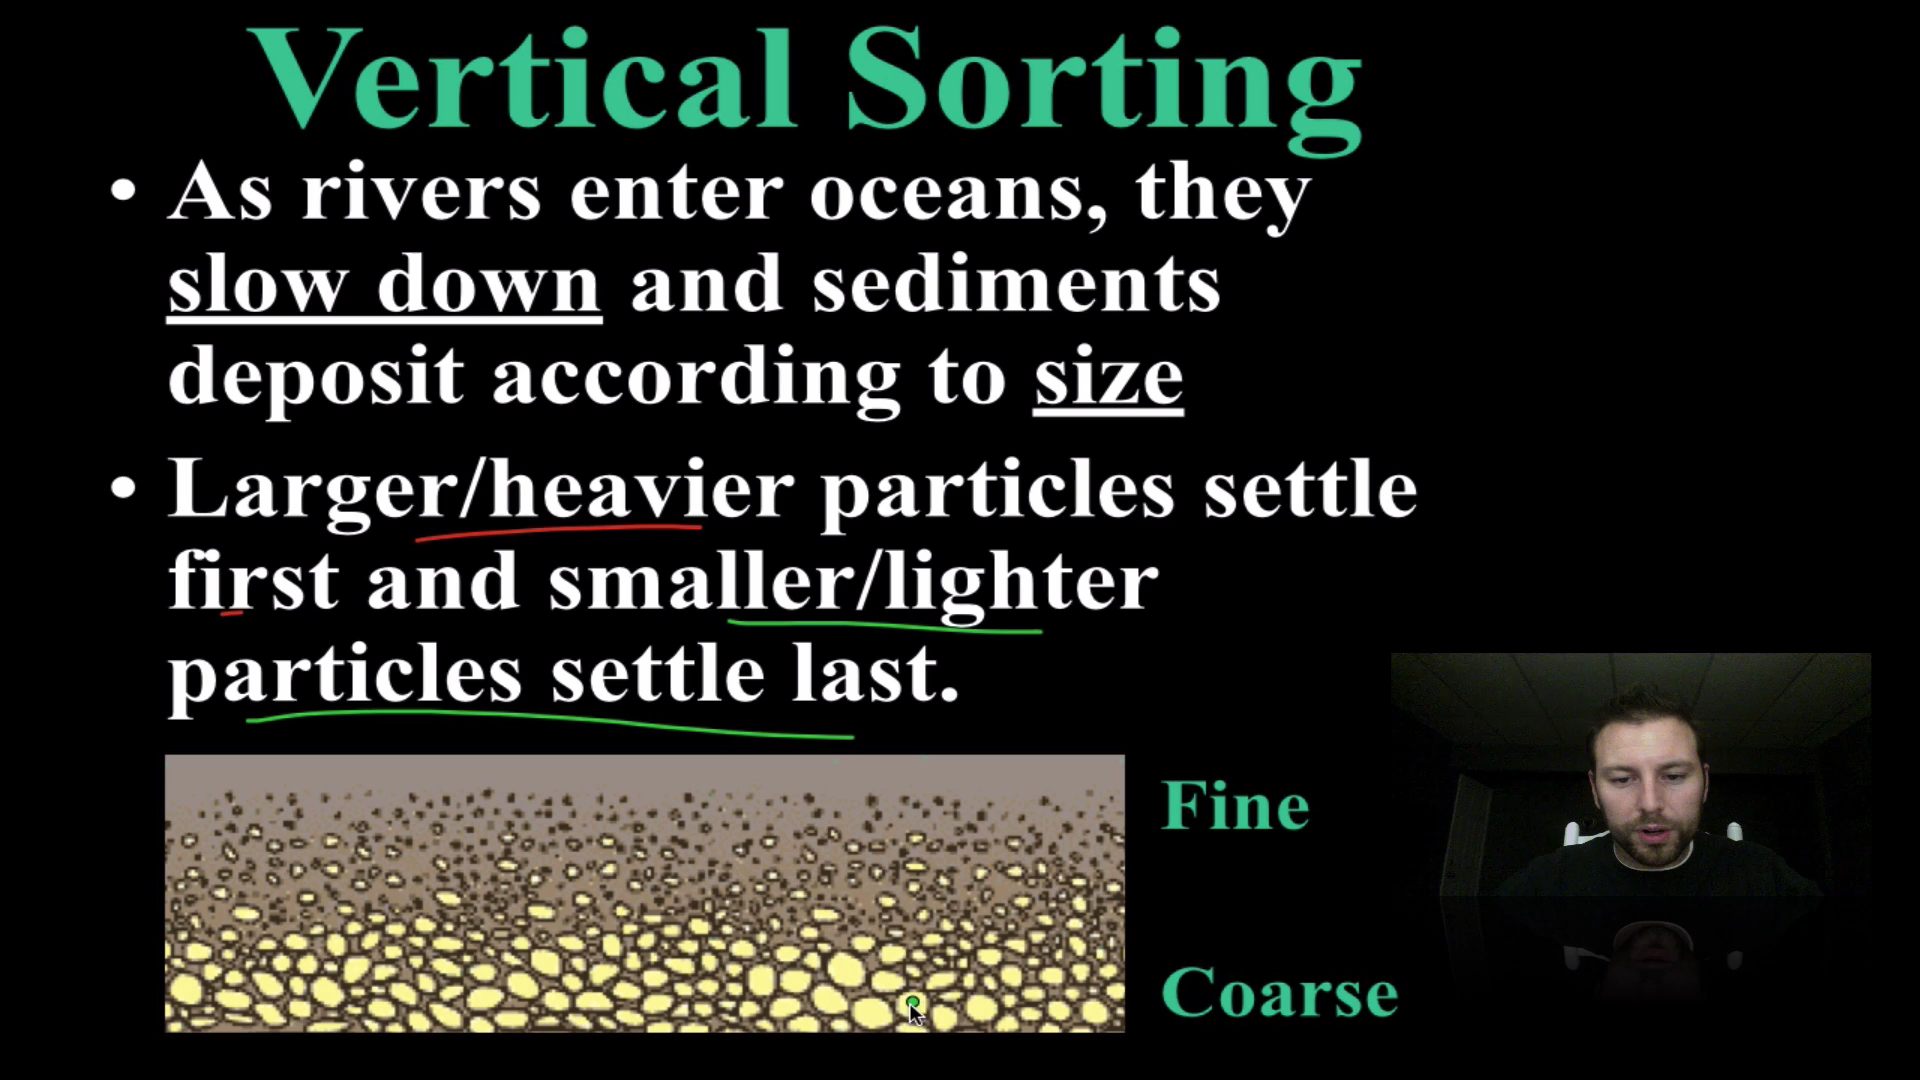 Vertical Sorting
• As rivers enter oceans, they
slow down and sediments
deposit according to size
• Larger/heavier particles settle
first and smaller/lighter
particles settle last.
Fine
Coarse